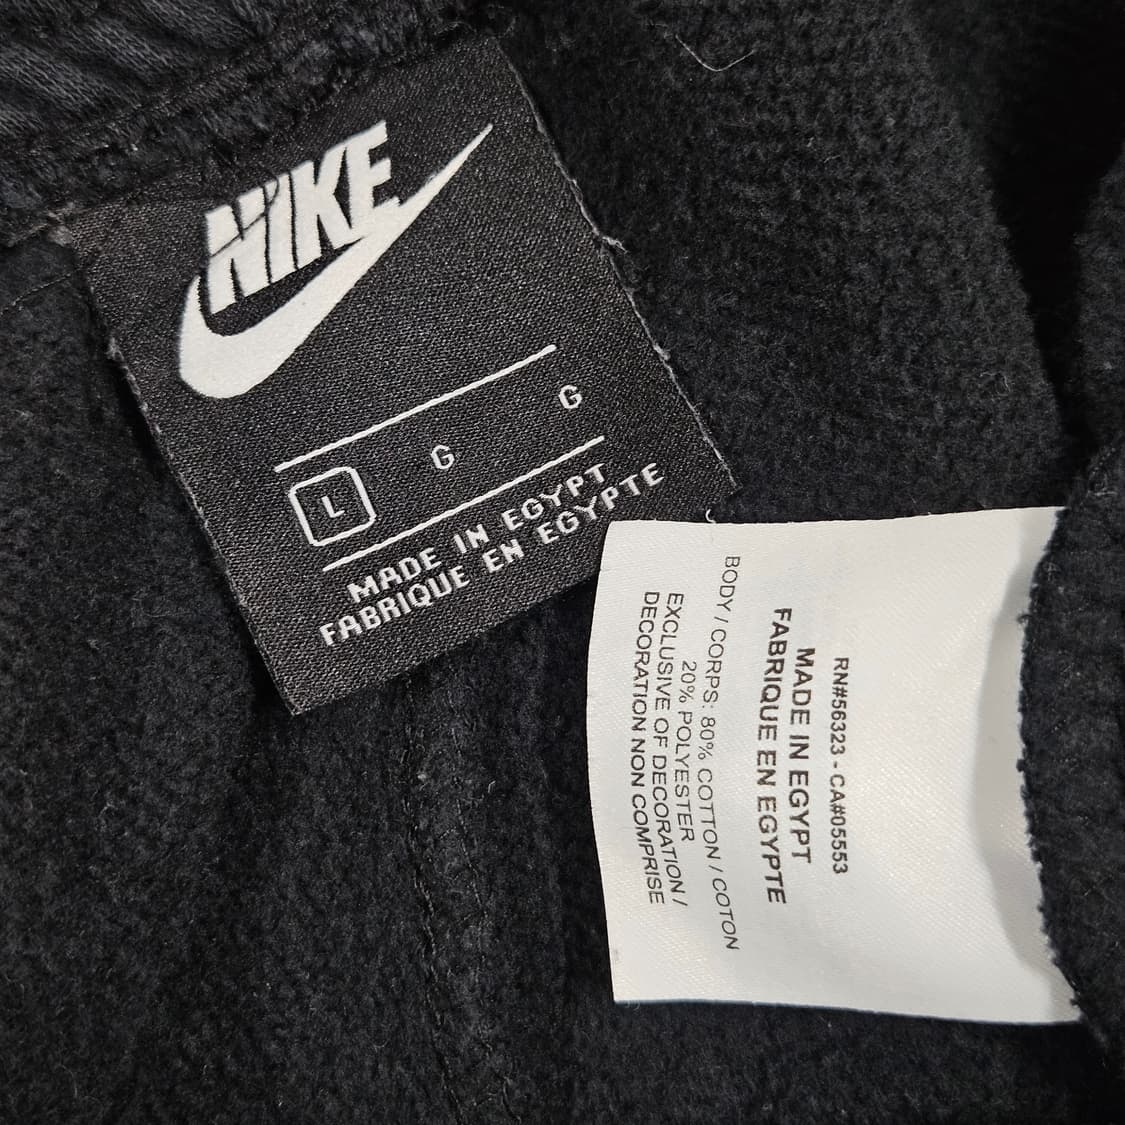 NIKE
L G G
MADE IN EGYPT
FABRIQUE EN EGYPTE
RN#56323 - CA#05553
MADE IN EGYPT
FABRIQUE EN EGYPTE
BODY / CORPS: 80% COTTON / COTON
20% POLYESTER
EXCLUSIVE OF DECORATION /
DECORATION NON COMPRISE